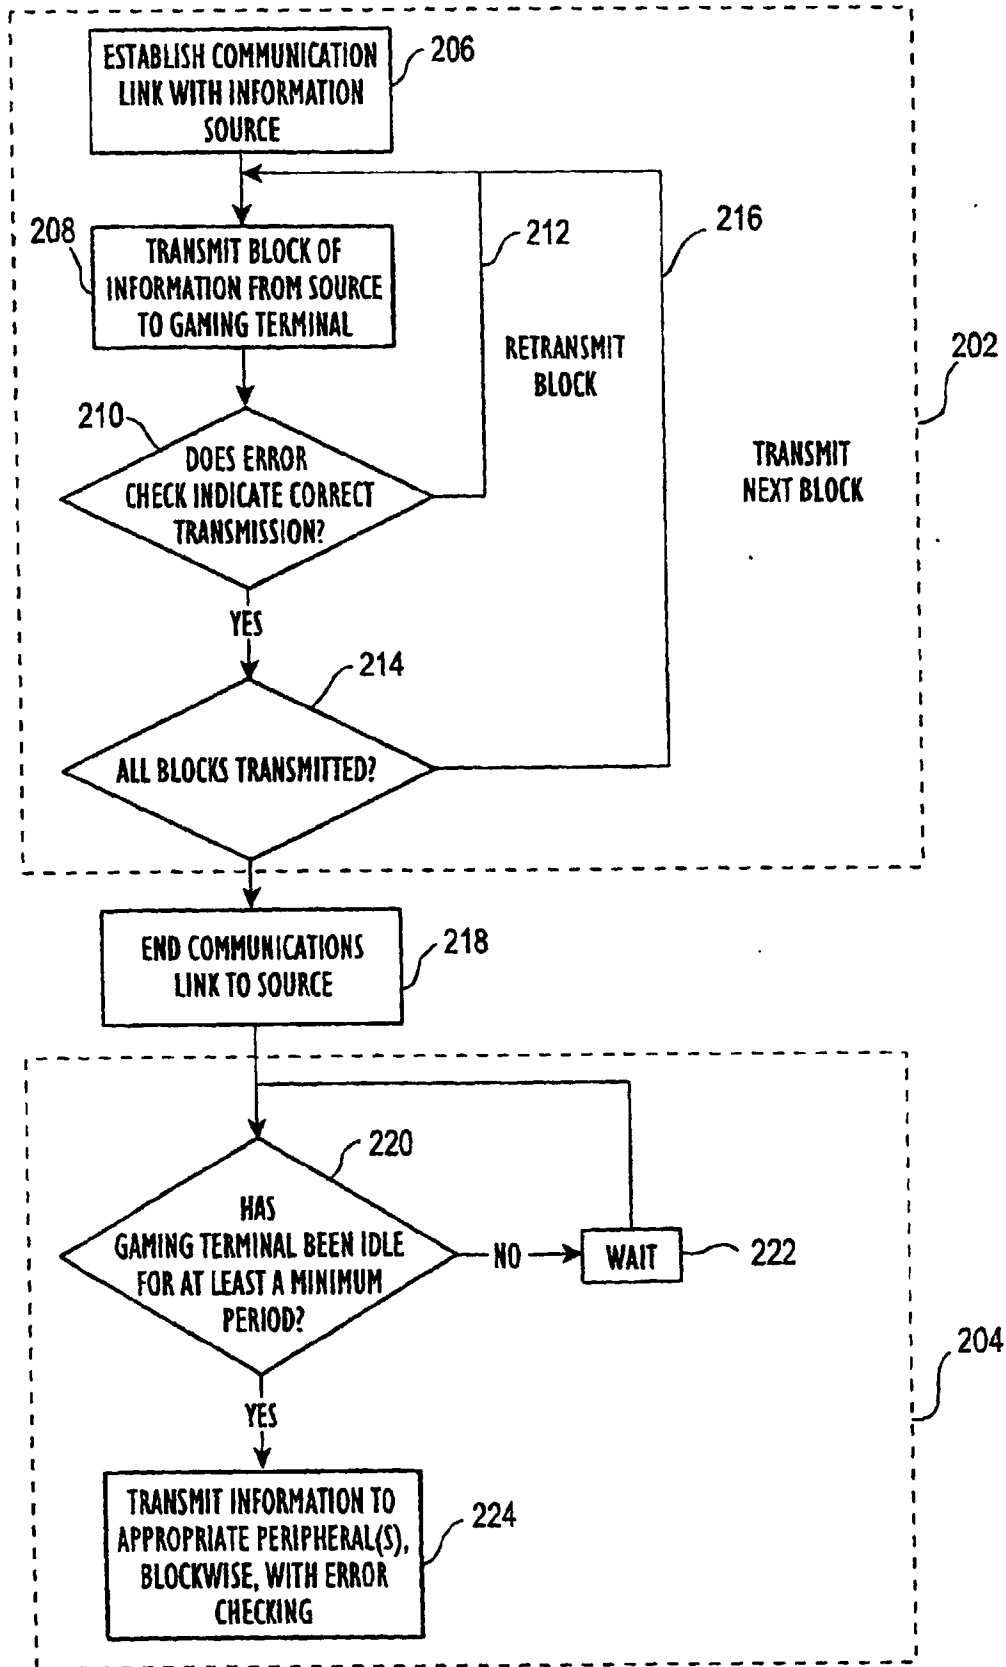 ESTABLISH COMMUNICATION
LINK WITH INFORMATION
SOURCE
206
208
TRANSMIT BLOCK OF
INFORMATION FROM SOURCE
TO GAMING TERMINAL
212
216
RETRANSMIT
BLOCK
202
210
DOES ERROR
CHECK INDICATE CORRECT
TRANSMISSION?
TRANSMIT
NEXT BLOCK
YES
214
ALL BLOCKS TRANSMITTED?
END COMMUNICATIONS
LINK TO SOURCE
218
220
HAS
GAMING TERMINAL BEEN IDLE
FOR AT LEAST A MINIMUM
PERIOD?
NO
WAIT
222
204
YES
TRANSMIT INFORMATION TO
APPROPRIATE PERIPHERAL(S),
BLOCKWISE, WITH ERROR
CHECKING
224